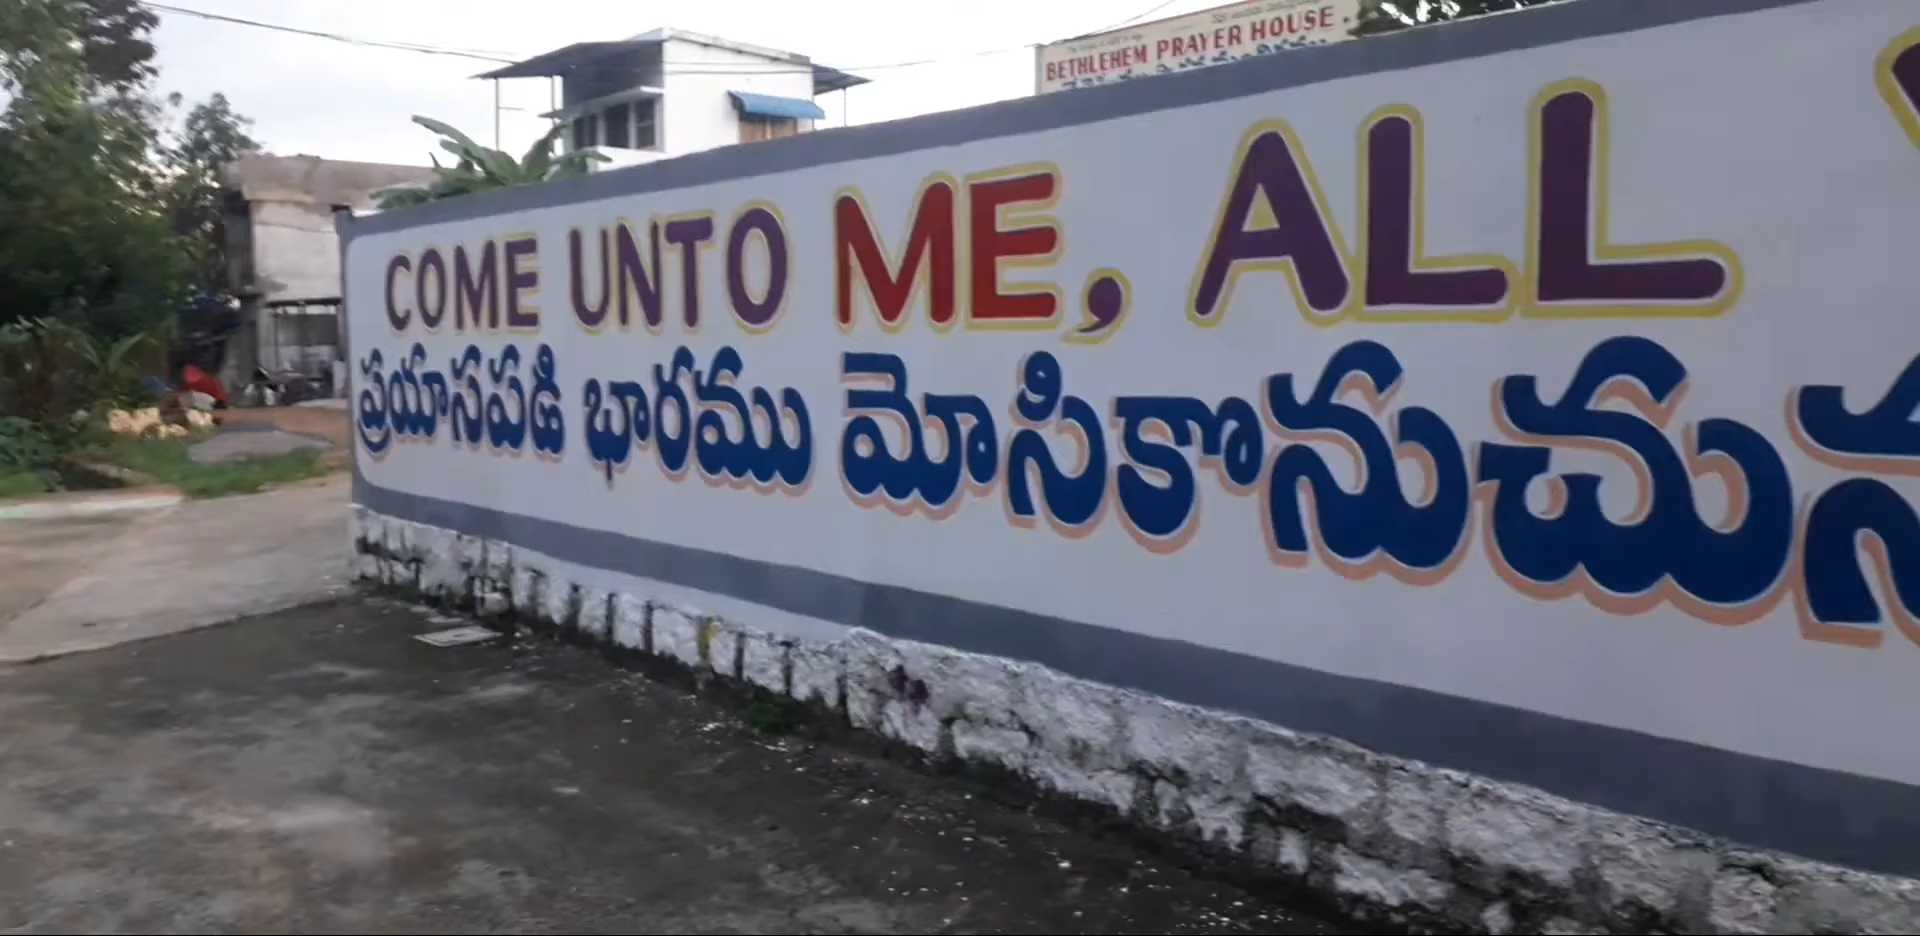 BETHLEHEM PRAYER HOUSE.
COME UNTO ME, ALL
ప్రయాసపడి భారము మోసికొనుచు